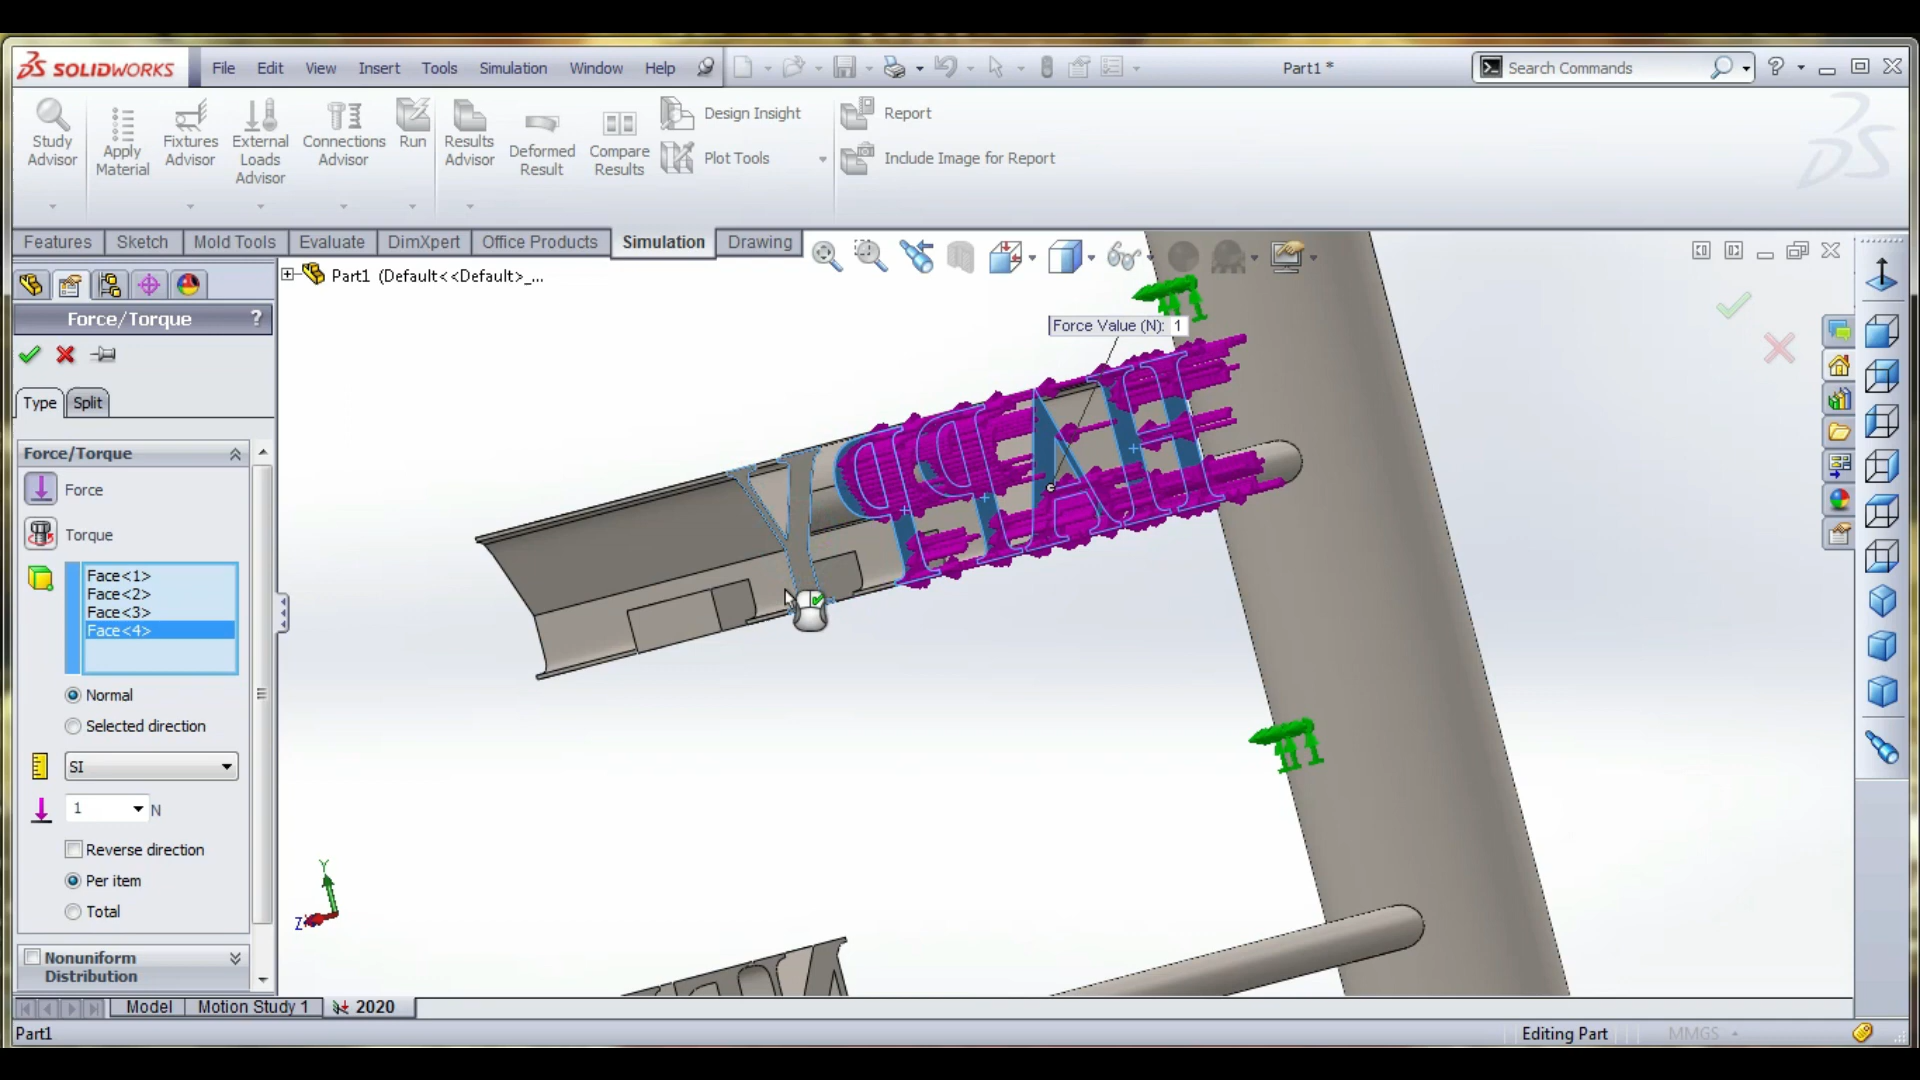 SOLIDWORKS File Edit View Insert Tools Simulation Window Help Part1 * Search Commands ?
Study Advisor
Apply Material
Fixtures Advisor
External Loads Advisor
Connections Advisor
Run
Results Advisor
Deformed Result
Compare Results
Design Insight
Plot Tools
Report
Include Image for Report
Features Sketch Mold Tools Evaluate DimXpert Office Products Simulation Drawing
Part1 (Default<<Default>_...
Force/Torque ?
Type Split
Force/Torque
Force
Torque
Face<1>
Face<2>
Face<3>
Face<4>
Normal
Selected direction
SI
1 N
Reverse direction
Per item
Total
Nonuniform
Distribution
Force Value (N): 1
HAPPY
Y
Z
Model Motion Study 1 2020
Part1 Editing Part MMGS